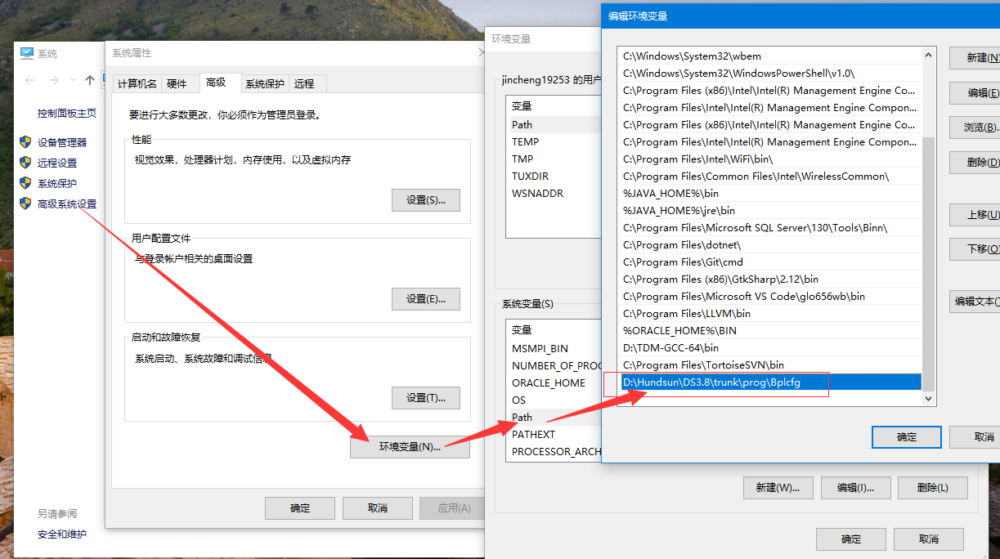 系统
控制面板主页
设备管理器
远程设置
系统保护
高级系统设置
另请参阅
安全和维护
系统属性
计算机名
硬件
高级
系统保护
远程
要进行大多数更改，你必须作为管理员登录。
性能
视觉效果，处理器计划，内存使用，以及虚拟内存
设置(S)...
用户配置文件
与登录帐户相关的桌面设置
设置(E)...
启动和故障恢复
系统启动、系统故障和调试信息
设置(T)...
环境变量(N)...
确定
取消
应用(A)
环境变量
jincheng19253 的用户
变量
Path
TEMP
TMP
TUXDIR
WSNADDR
系统变量(S)
变量
MSMPI_BIN
NUMBER_OF_PROC
ORACLE_HOME
OS
Path
PATHEXT
PROCESSOR_ARCH
新建(W)...
编辑(I)...
删除(L)
确定
取消
编辑环境变量
C:\Windows\System32\wbem
C:\Windows\System32\WindowsPowerShell\v1.0\
C:\Program Files (x86)\Intel\Intel(R) Management Engine Co...
C:\Program Files\Intel\Intel(R) Management Engine Compon...
C:\Program Files (x86)\Intel\Intel(R) Management Engine Co...
C:\Program Files\Intel\Intel(R) Management Engine Compon...
C:\Program Files\Intel\WiFi\bin\
C:\Program Files\Common Files\Intel\WirelessCommon\
%JAVA_HOME%\bin
%JAVA_HOME%\jre\bin
C:\Program Files\Microsoft SQL Server\130\Tools\Binn\
C:\Program Files\dotnet\
C:\Program Files\Git\cmd
C:\Program Files (x86)\GtkSharp\2.12\bin
C:\Program Files\Microsoft VS Code\glo656wb\bin
C:\Program Files\LLVM\bin
%ORACLE_HOME%\BIN
D:\TDM-GCC-64\bin
C:\Program Files\TortoiseSVN\bin
D:\Hundsun\DS3.8\trunk\prog\Bplcfg
新建(N)
编辑(E)
浏览(B)..
删除(D)
上移(U)
下移(O)
编辑文本(
确定
取消